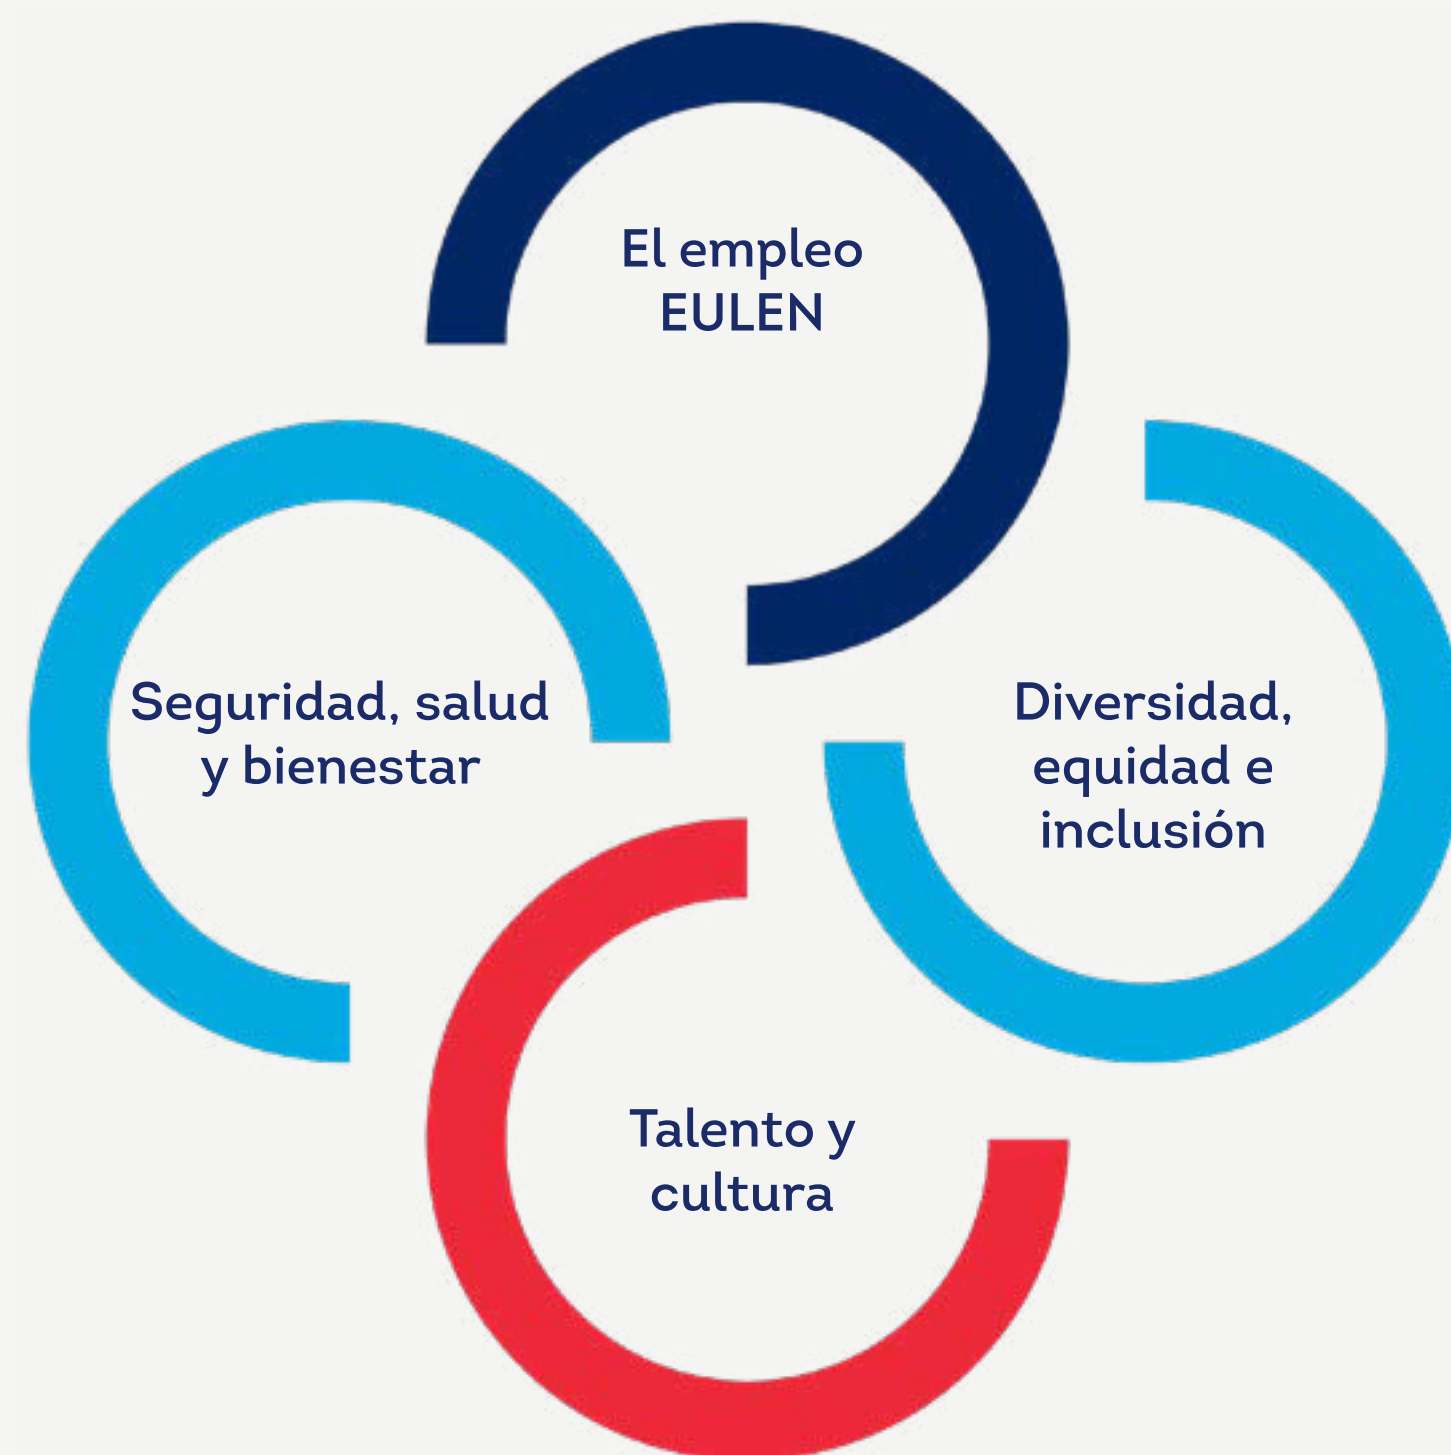 El empleo
EULEN
Seguridad, salud
y bienestar
Diversidad,
equidad e
inclusión
Talento y
cultura